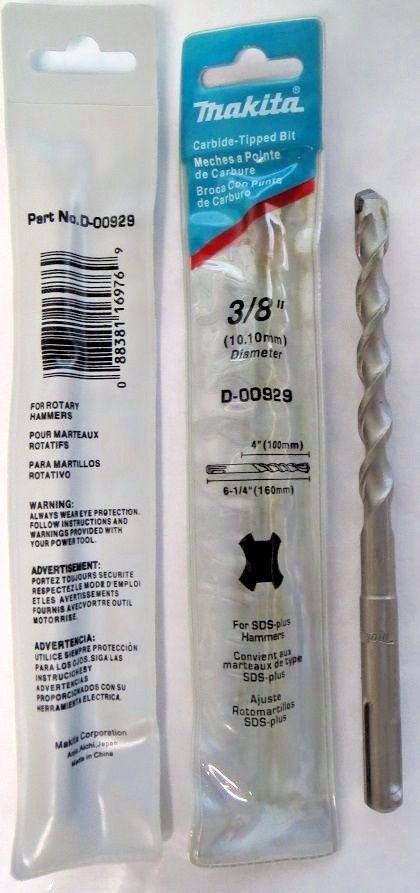 Part No.D-00929
0 88381 16976 9
FOR ROTARY
HAMMERS
POUR MARTEAUX
ROTATIFS
PARA MARTILLOS
ROTATIVO
WARNING:
ALWAYS WEAR EYE PROTECTION.
FOLLOW INSTRUCTIONS AND
WARNINGS PROVIDED WITH
YOUR POWER TOOL.
ADVERTISEMENT:
PORTEZ TOUJOURS SECURITE
RESPECTEZ LE MODE D'EMPLOI
ET LES AVERTISSEMENTS
FOURNIS AVECVORTRE OUTIL
MOTORRISE.
ADVERTENCIA:
UTILICE SIEMPRE PROTECCIÓN
PARA LOS OJOS.SIGA LAS
INSTRUCIONESY
ADVERTENCIAS
PROPORCIONADOS CON SU
HERRAMIENTA ELECTRICA.
Makita Corporation
Anjo,Aichi,Japan
Made in China
makita
Carbide-Tipped Bit
Meches a Pointe
de Carbure
Broca Con Punta
de Carburo
3/8"
(10.10mm)
Diameter
D-00929
4" (100mm)
6-1/4" (160mm)
For SDS-plus
Hammers
Convient aux
marteaux de type
SDS-plus
Ajuste
Rotomartillos
SDS-plus